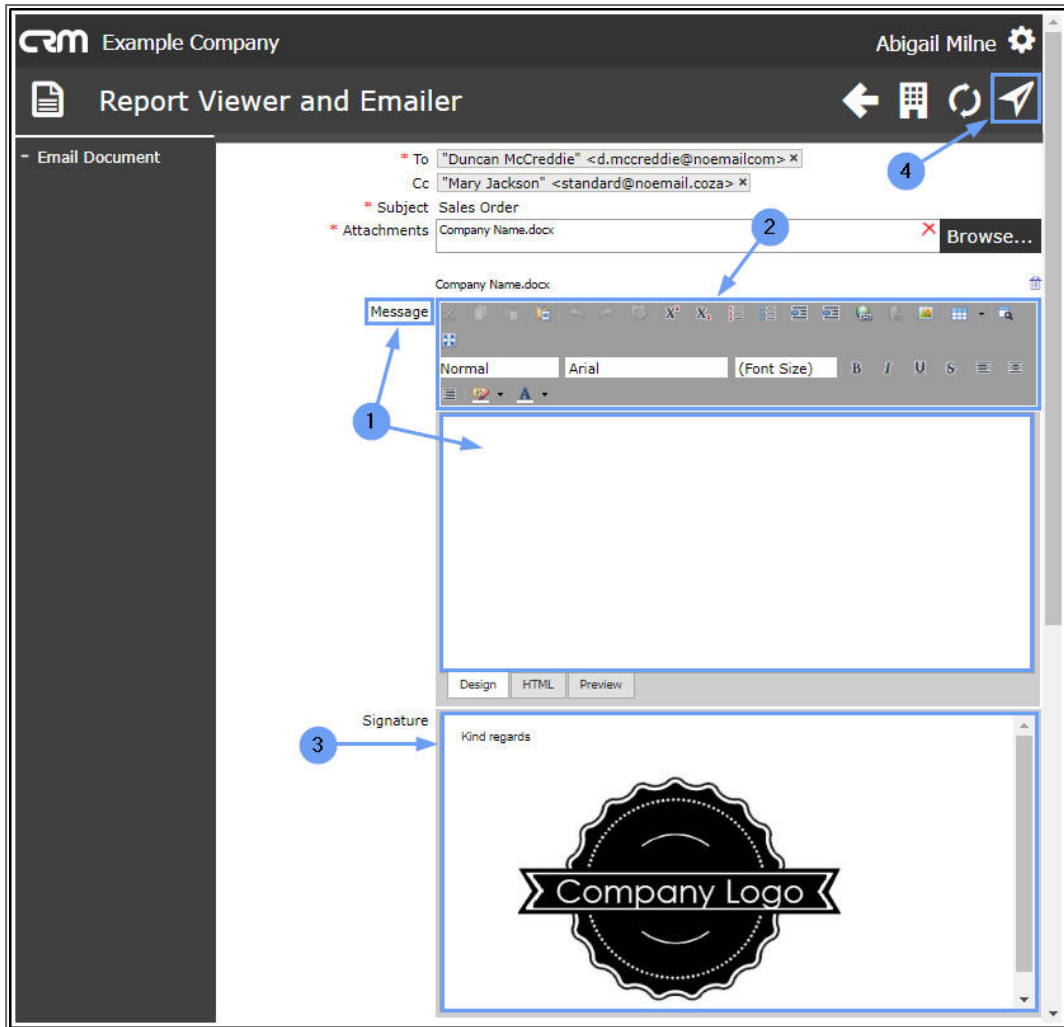 CRM Example Company
Abigail Milne
Report Viewer and Emailer
4
- Email Document
* To "Duncan McCreddie" <d.mccreddie@noemailcom> ×
Cc "Mary Jackson" <standard@noemail.coza> ×
* Subject Sales Order
2
* Attachments Company Name.docx × Browse...
Company Name.docx
Message X² X₁
Normal Arial (Font Size) B I U S
A
1
Design HTML Preview
Signature
3
Kind regards
Company Logo